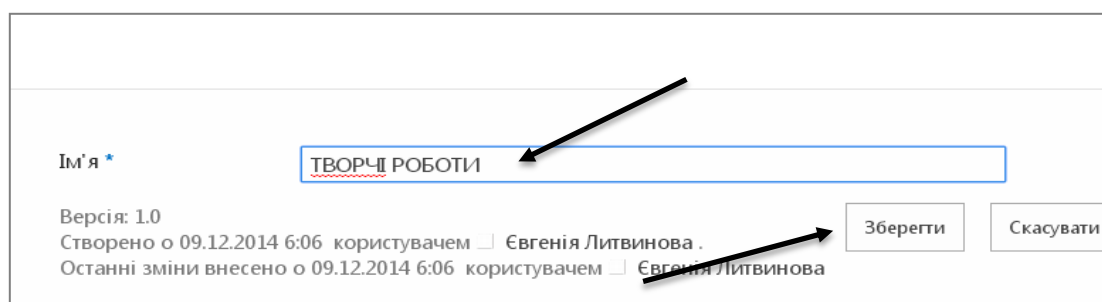 Ім'я * ТВОРЧІ РОБОТИ
Версія: 1.0
Створено о 09.12.2014 6:06 користувачем Євгенія Литвинова .
Зберегти Скасувати
Останні зміни внесено о 09.12.2014 6:06 користувачем Євгенія Литвинова